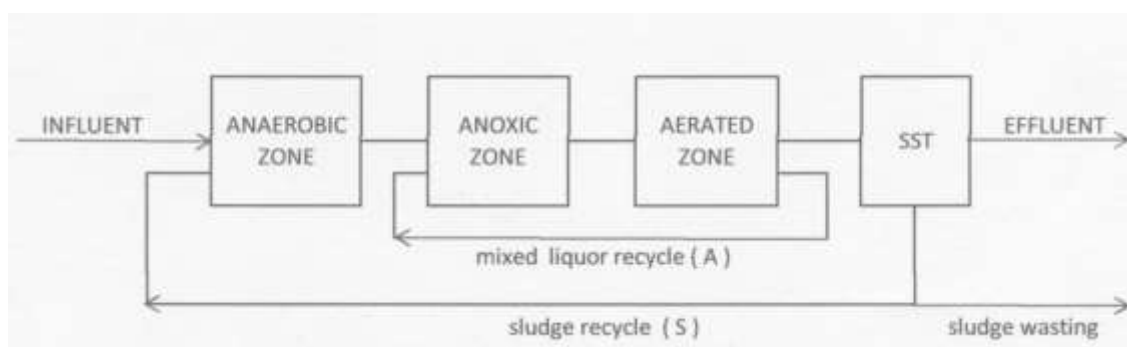 INFLUENT
ANAEROBIC
ZONE
ANOXIC
ZONE
AERATED
ZONE
SST
EFFLUENT
mixed liquor recycle ( A )
sludge recycle ( S )
sludge wasting